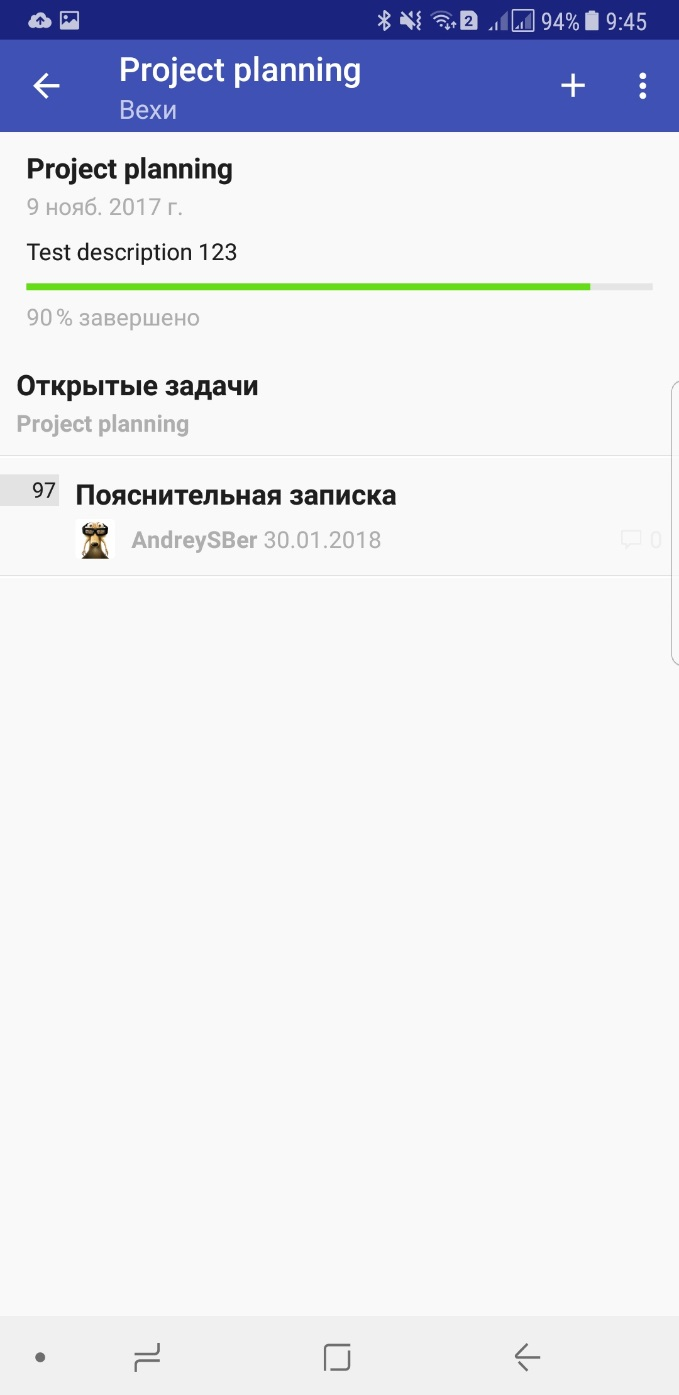 2 94% 9:45
Project planning
Вехи
Project planning
9 нояб. 2017 г.
Test description 123
90 % завершено
Открытые задачи
Project planning
97 Пояснительная записка
AndreySBer 30.01.2018 0